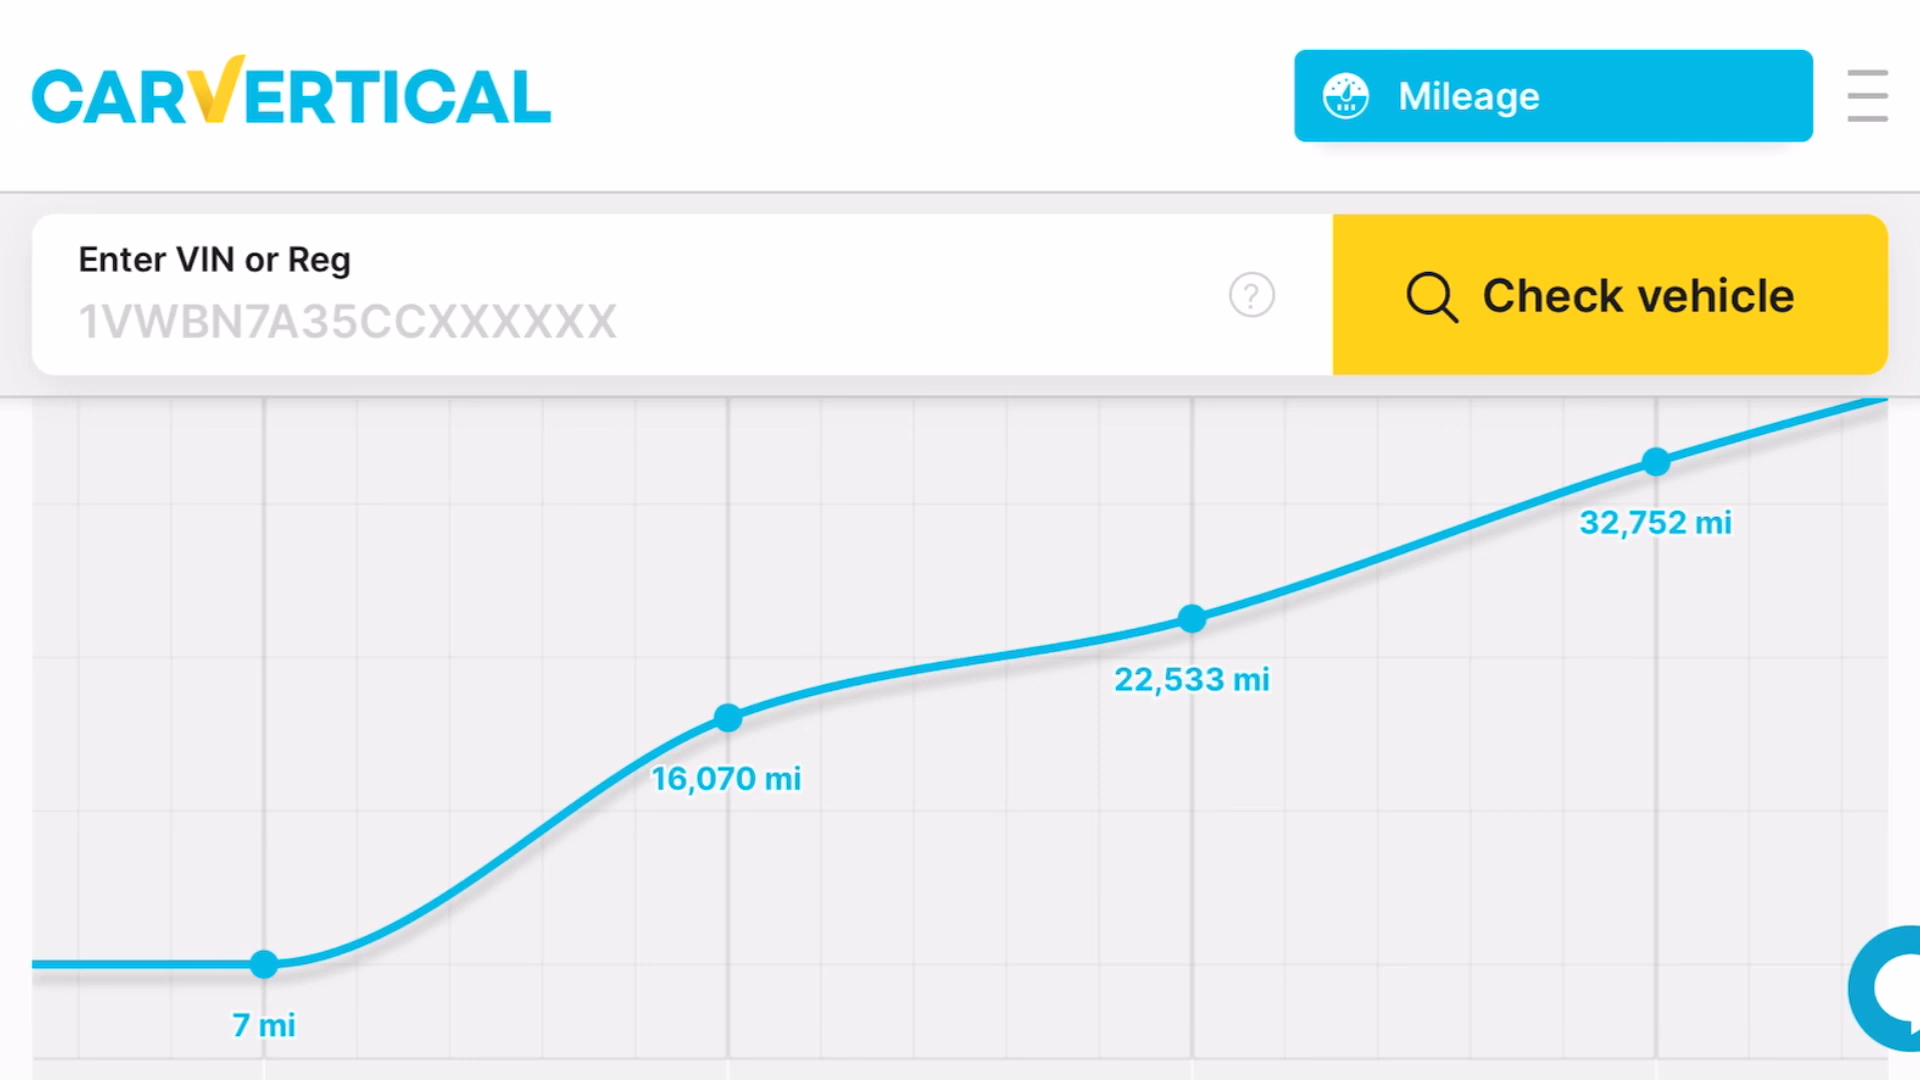 CARVERTICAL
Mileage
Enter VIN or Reg
1VWBN7A35CCXXXXXX
?
Check vehicle
32,752 mi
22,533 mi
16,070 mi
7 mi